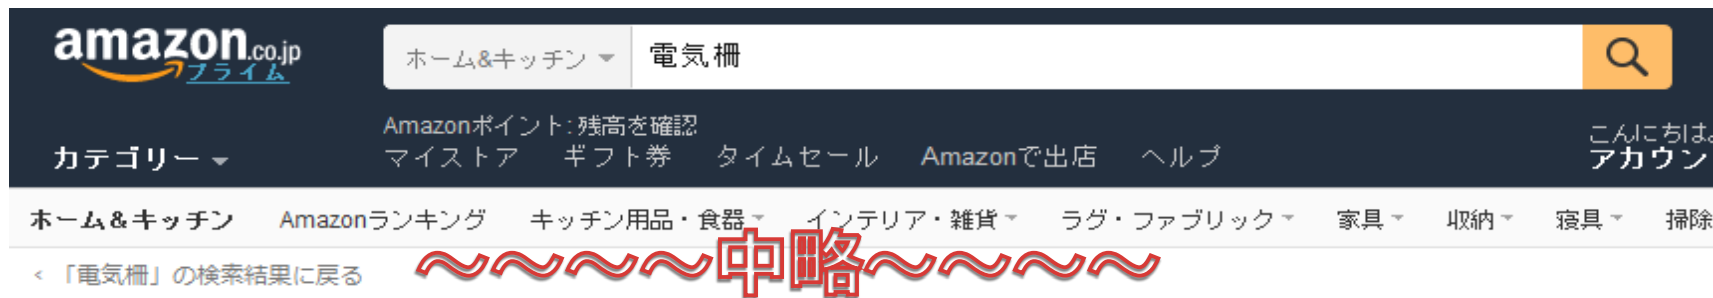 amazon.co.jp
プライム
ホーム&キッチン
電気柵
Amazonポイント: 残高を確認
カテゴリー
マイストア ギフト券 タイムセール Amazonで出店 ヘルプ
こんにちは。
アカウン
ホーム&キッチン Amazonランキング キッチン用品・食器 インテリア・雑貨 ラグ・ファブリック 家具 収納 寝具 掃除
～～～～中略～～～～
‹ 「電気柵」の検索結果に戻る